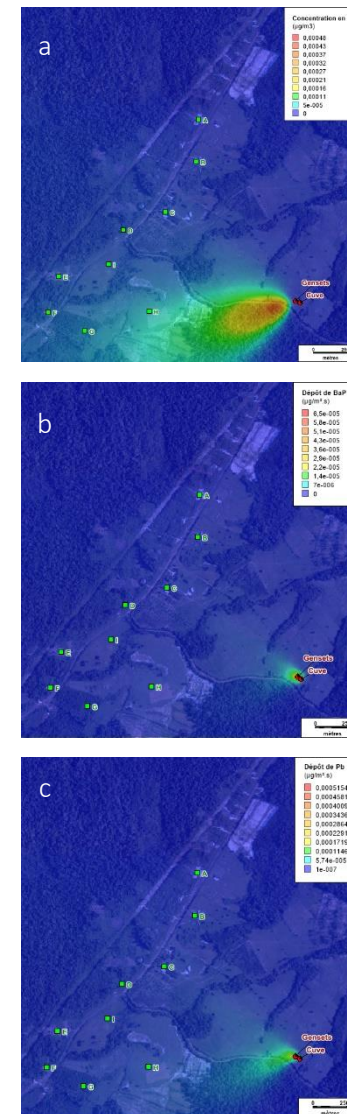 a
Concentration en
(µg/m3)
0,00048
0,00043
0,00037
0,00032
0,00027
0,00021
0,00016
0,00011
5e-005
0
A
B
C
D
I
E
F
H
G
Gensets
Cuve
0
mètres
b
Dépôt de BaP
(µg/m².s)
6,5e-005
5,8e-005
5,1e-005
4,3e-005
3,6e-005
2,9e-005
2,2e-005
1,4e-005
7e-006
0
A
B
C
D
I
E
F
H
G
Gensets
Cuve
0
mètres
c
Dépôt de Pb
(µg/m².s)
0,0005154
0,0004581
0,0004009
0,0003436
0,0002864
0,0002291
0,0001719
0,0001146
5,74e-005
1e-007
A
B
C
D
I
E
F
H
G
Gensets
Cuve
0
mètres